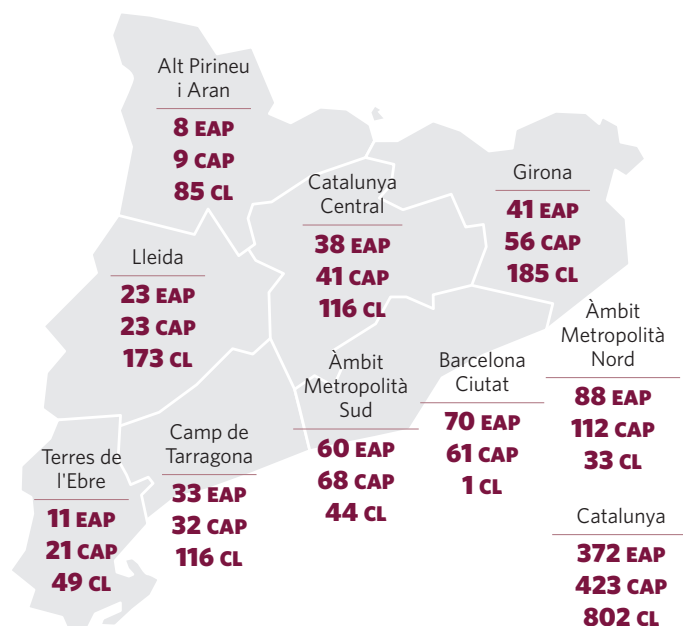 Alt Pirineu
i Aran
8 EAP
9 CAP
85 CL
Catalunya
Central
38 EAP
41 CAP
116 CL
Girona
41 EAP
56 CAP
185 CL
Lleida
23 EAP
23 CAP
173 CL
Àmbit
Metropolità
Nord
88 EAP
112 CAP
33 CL
Àmbit
Metropolità
Sud
60 EAP
68 CAP
44 CL
Barcelona
Ciutat
70 EAP
61 CAP
1 CL
Camp de
Tarragona
33 EAP
32 CAP
116 CL
Terres de
l'Ebre
11 EAP
21 CAP
49 CL
Catalunya
372 EAP
423 CAP
802 CL